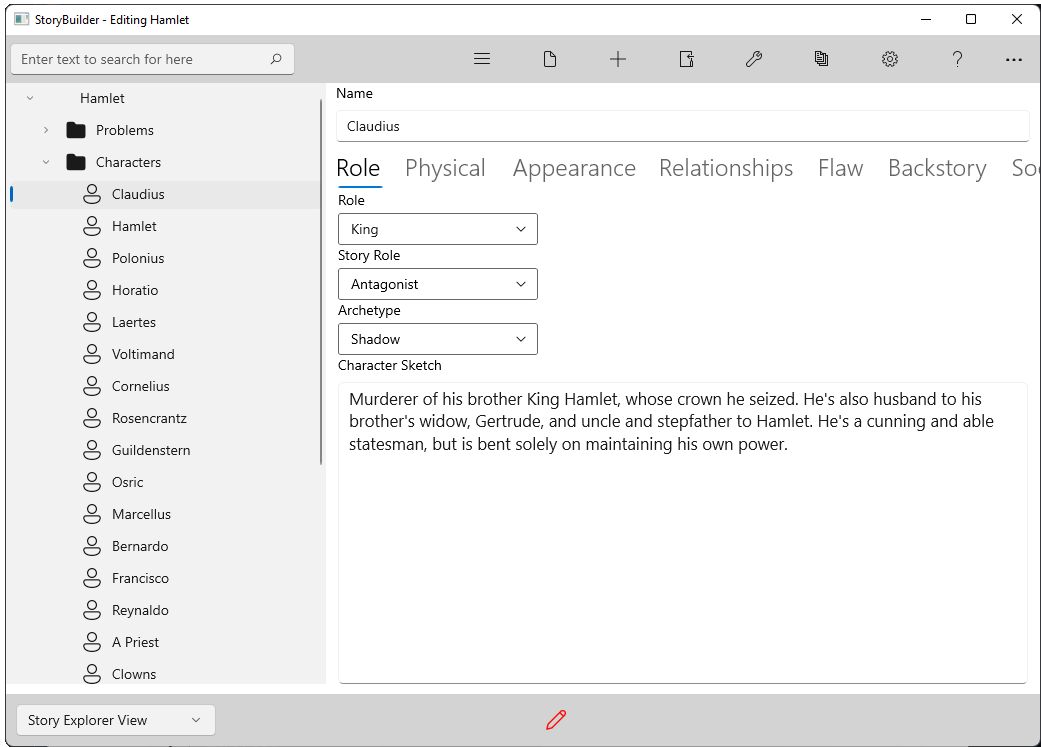 StoryBuilder - Editing Hamlet
Enter text to search for here
?
Hamlet
Problems
Characters
Claudius
Hamlet
Polonius
Horatio
Laertes
Voltimand
Cornelius
Rosencrantz
Guildenstern
Osric
Marcellus
Bernardo
Francisco
Reynaldo
A Priest
Clowns
Name
Claudius
Role Physical Appearance Relationships Flaw Backstory Soc
Role
King
Story Role
Antagonist
Archetype
Shadow
Character Sketch
Murderer of his brother King Hamlet, whose crown he seized. He's also husband to his
brother's widow, Gertrude, and uncle and stepfather to Hamlet. He's a cunning and able
statesman, but is bent solely on maintaining his own power.
Story Explorer View